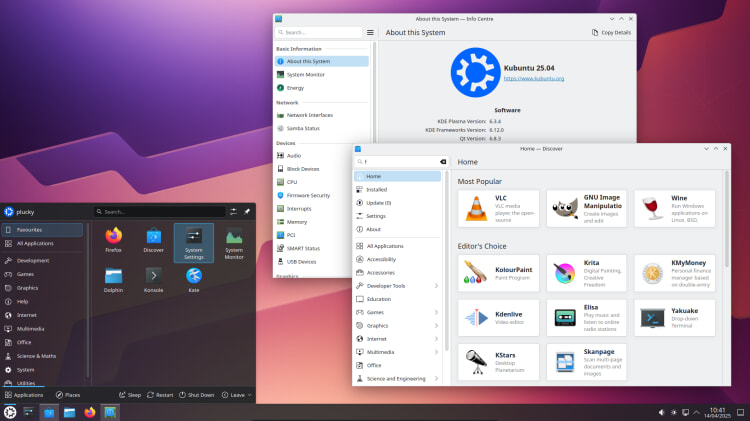 About this System — Info Centre
Search...
About this System
Copy Details
Basic Information
About this System
System Monitor
Energy
Network
Network Interfaces
Samba Status
Devices
Audio
Block Devices
CPU
Firmware Security
Interrupts
Memory
PCI
SMART Status
USB Devices
Graphics
Kubuntu 25.04
https://www.kubuntu.org
Software
KDE Plasma Version: 6.3.4
KDE Frameworks Version: 6.12.0
Qt Version: 6.8.3
Home — Discover
f
Home
Home
Installed
Update (0)
Settings
About
All Applications
Accessibility
Accessories
Developer Tools
Education
Games
Graphics
Internet
Multimedia
Office
Science and Engineering
Most Popular
VLC
VLC media
player, the open-
source
GNU Image
Manipulatio
Create images and
edit
Wine
Run Windows
applications on
Linux, BSD,
Editor's Choice
KolourPaint
Paint Program
Krita
Digital Painting,
Creative
Freedom
KMyMoney
Personal finance
manager based
on double-entry
Kdenlive
Video editor
Elisa
Play music and
listen to online
radio stations
Yakuake
Drop-down
Terminal
KStars
Desktop
Planetarium
Skanpage
Scan multi-page
documents and
images
plucky
Search...
Favourites
All Applications
Development
Games
Graphics
Help
Internet
Multimedia
Office
Science & Maths
System
Utilities
Firefox
Discover
System
Settings
System
Monitor
Dolphin
Konsole
Kate
Applications
Places
Sleep
Restart
Shut Down
Leave
10:41
14/04/2025